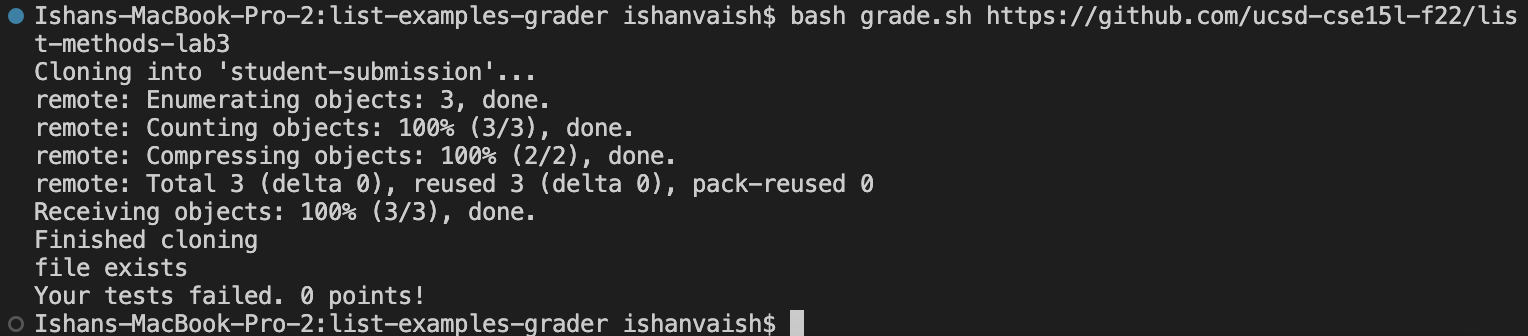 Ishans-MacBook-Pro-2:list-examples-grader ishanvaish$ bash grade.sh https://github.com/ucsd-cse15l-f22/lis
t-methods-lab3
Cloning into 'student-submission'...
remote: Enumerating objects: 3, done.
remote: Counting objects: 100% (3/3), done.
remote: Compressing objects: 100% (2/2), done.
remote: Total 3 (delta 0), reused 3 (delta 0), pack-reused 0
Receiving objects: 100% (3/3), done.
Finished cloning
file exists
Your tests failed. 0 points!
Ishans-MacBook-Pro-2:list-examples-grader ishanvaish$